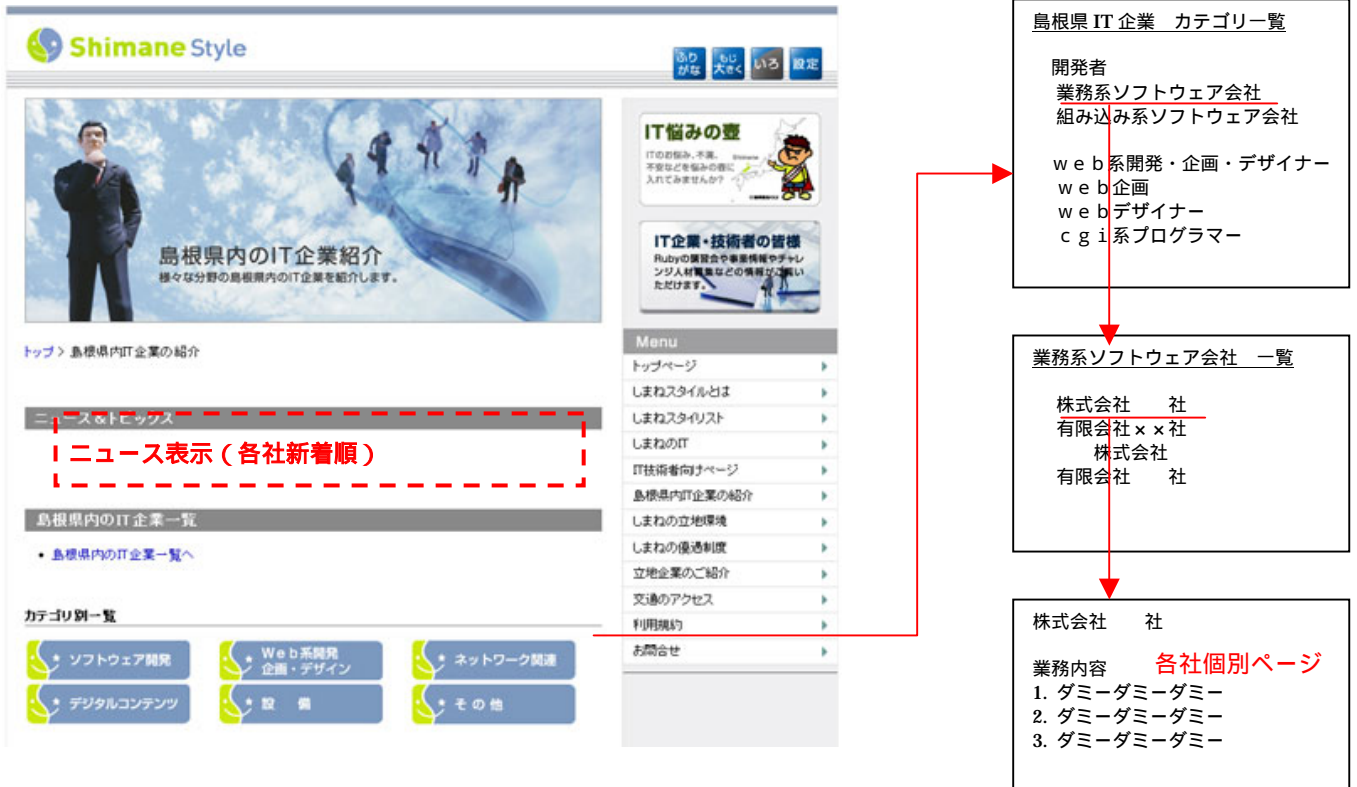 Shimane Style
ふりがな
もじ大きく
いろ
設定
島根県内のIT企業紹介
様々な分野の島根県内のIT企業を紹介します。
トップ > 島根県内IT企業の紹介
ニュース&トピックス
ニュース表示(各社新着順)
島根県内のIT企業一覧
• 島根県内のIT企業一覧へ
カテゴリ別一覧
ソフトウェア開発
Web系開発
企画・デザイン
ネットワーク関連
デジタルコンテンツ
設 備
その他
IT悩みの壺
ITのお悩み、不満、
不安などを悩みの壺に
入れてみませんか?
IT企業・技術者の皆様
Rubyの講習会や事業情報やチャレ
ンジ人材募集などの情報がご覧い
ただけます。
Menu
トップページ
しまねスタイルとは
しまねスタイリスト
しまねのIT
IT技術者向けページ
島根県内IT企業の紹介
しまねの立地環境
しまねの優遇制度
立地企業のご紹介
交通のアクセス
利用規約
お問合せ
島根県 IT 企業 カテゴリ一覧
開発者
業務系ソフトウェア会社
組み込み系ソフトウェア会社
web系開発・企画・デザイナー
web企画
webデザイナー
cgi系プログラマー
業務系ソフトウェア会社 一覧
株式会社 社
有限会社××社
株式会社
有限会社 社
株式会社 社
業務内容
各社個別ページ
1. ダミーダミーダミー
2. ダミーダミーダミー
3. ダミーダミーダミー